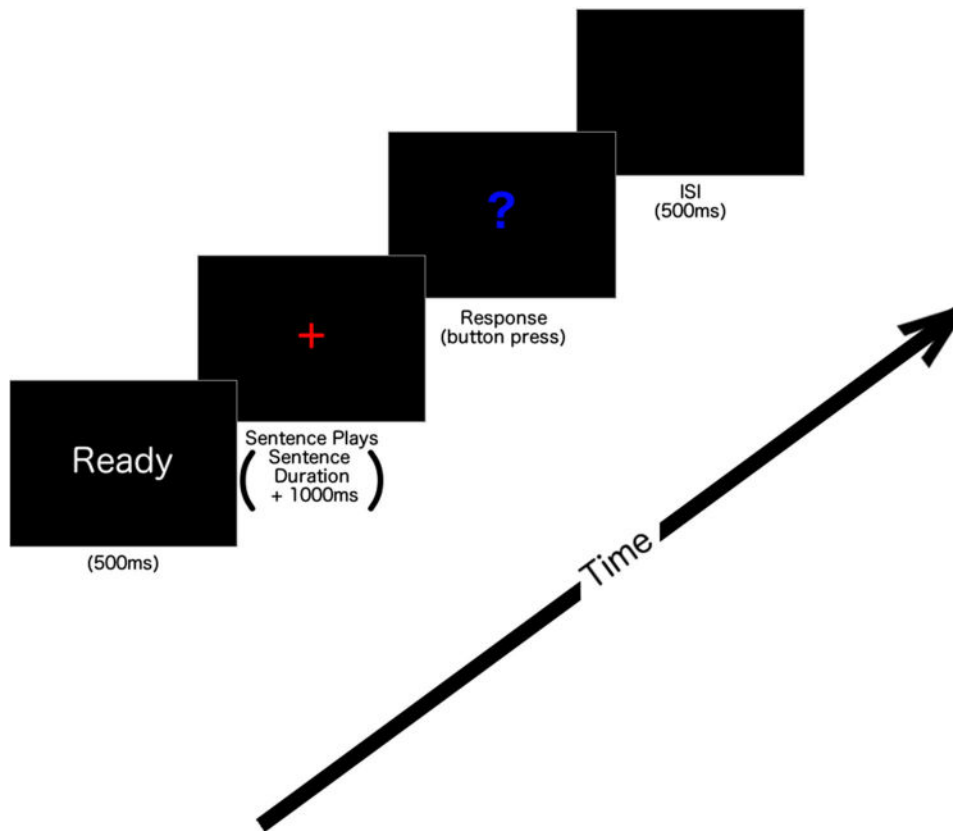 Ready
(500ms)
+
Sentence Plays
(Sentence
Duration
+ 1000ms)
?
Response
(button press)
ISI
(500ms)
Time